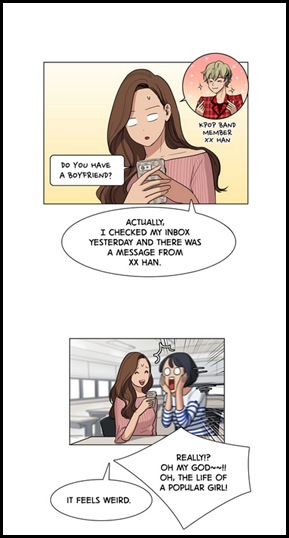 KPOP BAND
MEMBER
XX HAN
DO YOU HAVE
A BOYFRIEND?
ACTUALLY,
I CHECKED MY INBOX
YESTERDAY AND THERE WAS
A MESSAGE FROM
XX HAN.
REALLY!?
OH MY GOD~~!!
OH, THE LIFE OF
A POPULAR GIRL!
IT FEELS WEIRD.